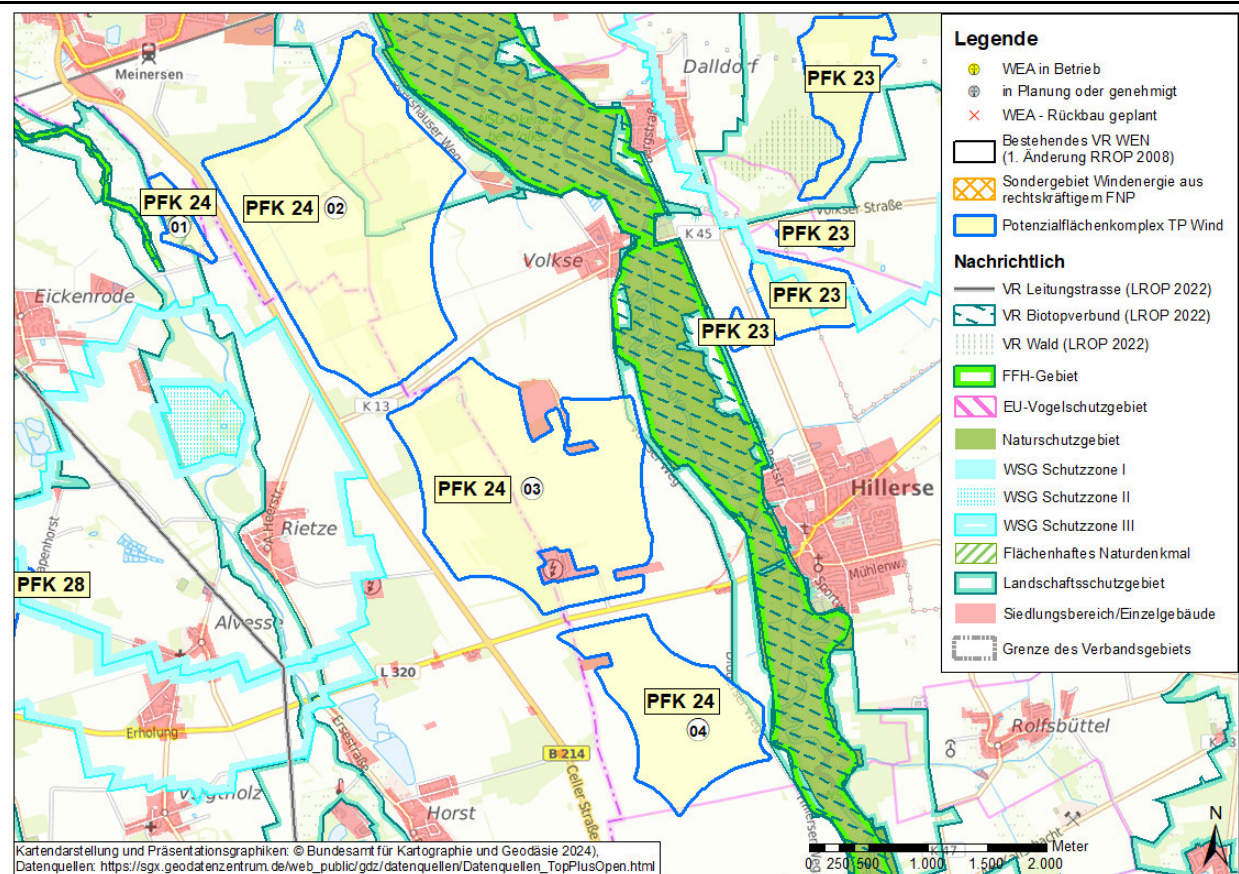 Meinersen
Dalldorf
PFK 23
PFK 24
01
PFK 24
02
Volkser Straße
PFK 23
K 45
Volkse
Eickenrode
PFK 23
PFK 23
K 13
PFK 24
03
Hillerse
Rietze
Mühlenw.
PFK 28
Alvesse
L 320
PFK 24
04
Erholung
Ersestraße
B 214
Celler Straße
Rolfsbüttel
Horst
K 47
Legende
WEA in Betrieb
in Planung oder genehmigt
WEA - Rückbau geplant
Bestehendes VR WEN
(1. Änderung RROP 2008)
Sondergebiet Windenergie aus
rechtskräftigem FNP
Potenzialflächenkomplex TP Wind
Nachrichtlich
VR Leitungstrasse (LROP 2022)
VR Biotopverbund (LROP 2022)
VR Wald (LROP 2022)
FFH-Gebiet
EU-Vogelschutzgebiet
Naturschutzgebiet
WSG Schutzzone I
WSG Schutzzone II
WSG Schutzzone III
Flächenhaftes Naturdenkmal
Landschaftsschutzgebiet
Siedlungsbereich/Einzelgebäude
Grenze des Verbandsgebiets
N
Meter
0 250 500 1.000 1.500 2.000
Kartendarstellung und Präsentationsgraphiken: © Bundesamt für Kartographie und Geodäsie 2024),
Datenquellen: https://sgx.geodatenzentrum.de/web_public/gdz/datenquellen/Datenquellen_TopPlusOpen.html